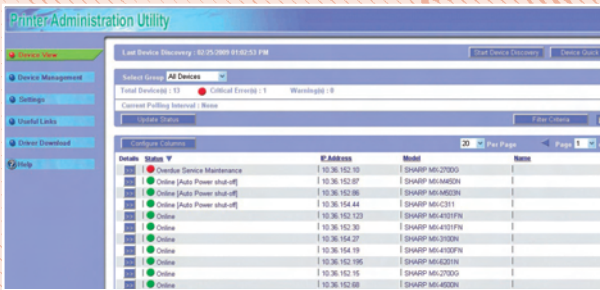 Printer Administration Utility
Device View
Last Device Discovery : 02/25/2009 01:02:53 PM
Start Device Discovery
Device Quick
Device Management
Select Group All Devices
Total Device(s) : 13 Critical Error(s) : 1 Warning(s) : 0
Settings
Current Polling Interval : None
Useful Links
Update Status
Filter Criteria
Driver Download
Configure Columns
20 Per Page
Page 1
Help
Details Status IP Address Model Name
Overdue Service Maintenance 10.36.152.10 SHARP MX-2700G
Online [Auto Power shut-off] 10.36.152.87 SHARP MX-M450N
Online [Auto Power shut-off] 10.36.152.86 SHARP MX-M503N
Online [Auto Power shut-off] 10.36.154.44 SHARP MX-C311
Online 10.36.152.123 SHARP MX-4101FN
Online 10.36.152.30 SHARP MX-4101FN
Online 10.36.154.27 SHARP MX-3100N
Online 10.36.154.19 SHARP MX-4100FN
Online 10.36.152.195 SHARP MX-6201N
Online 10.36.152.15 SHARP MX-2700G
Online 10.36.152.68 SHARP MX-4500N